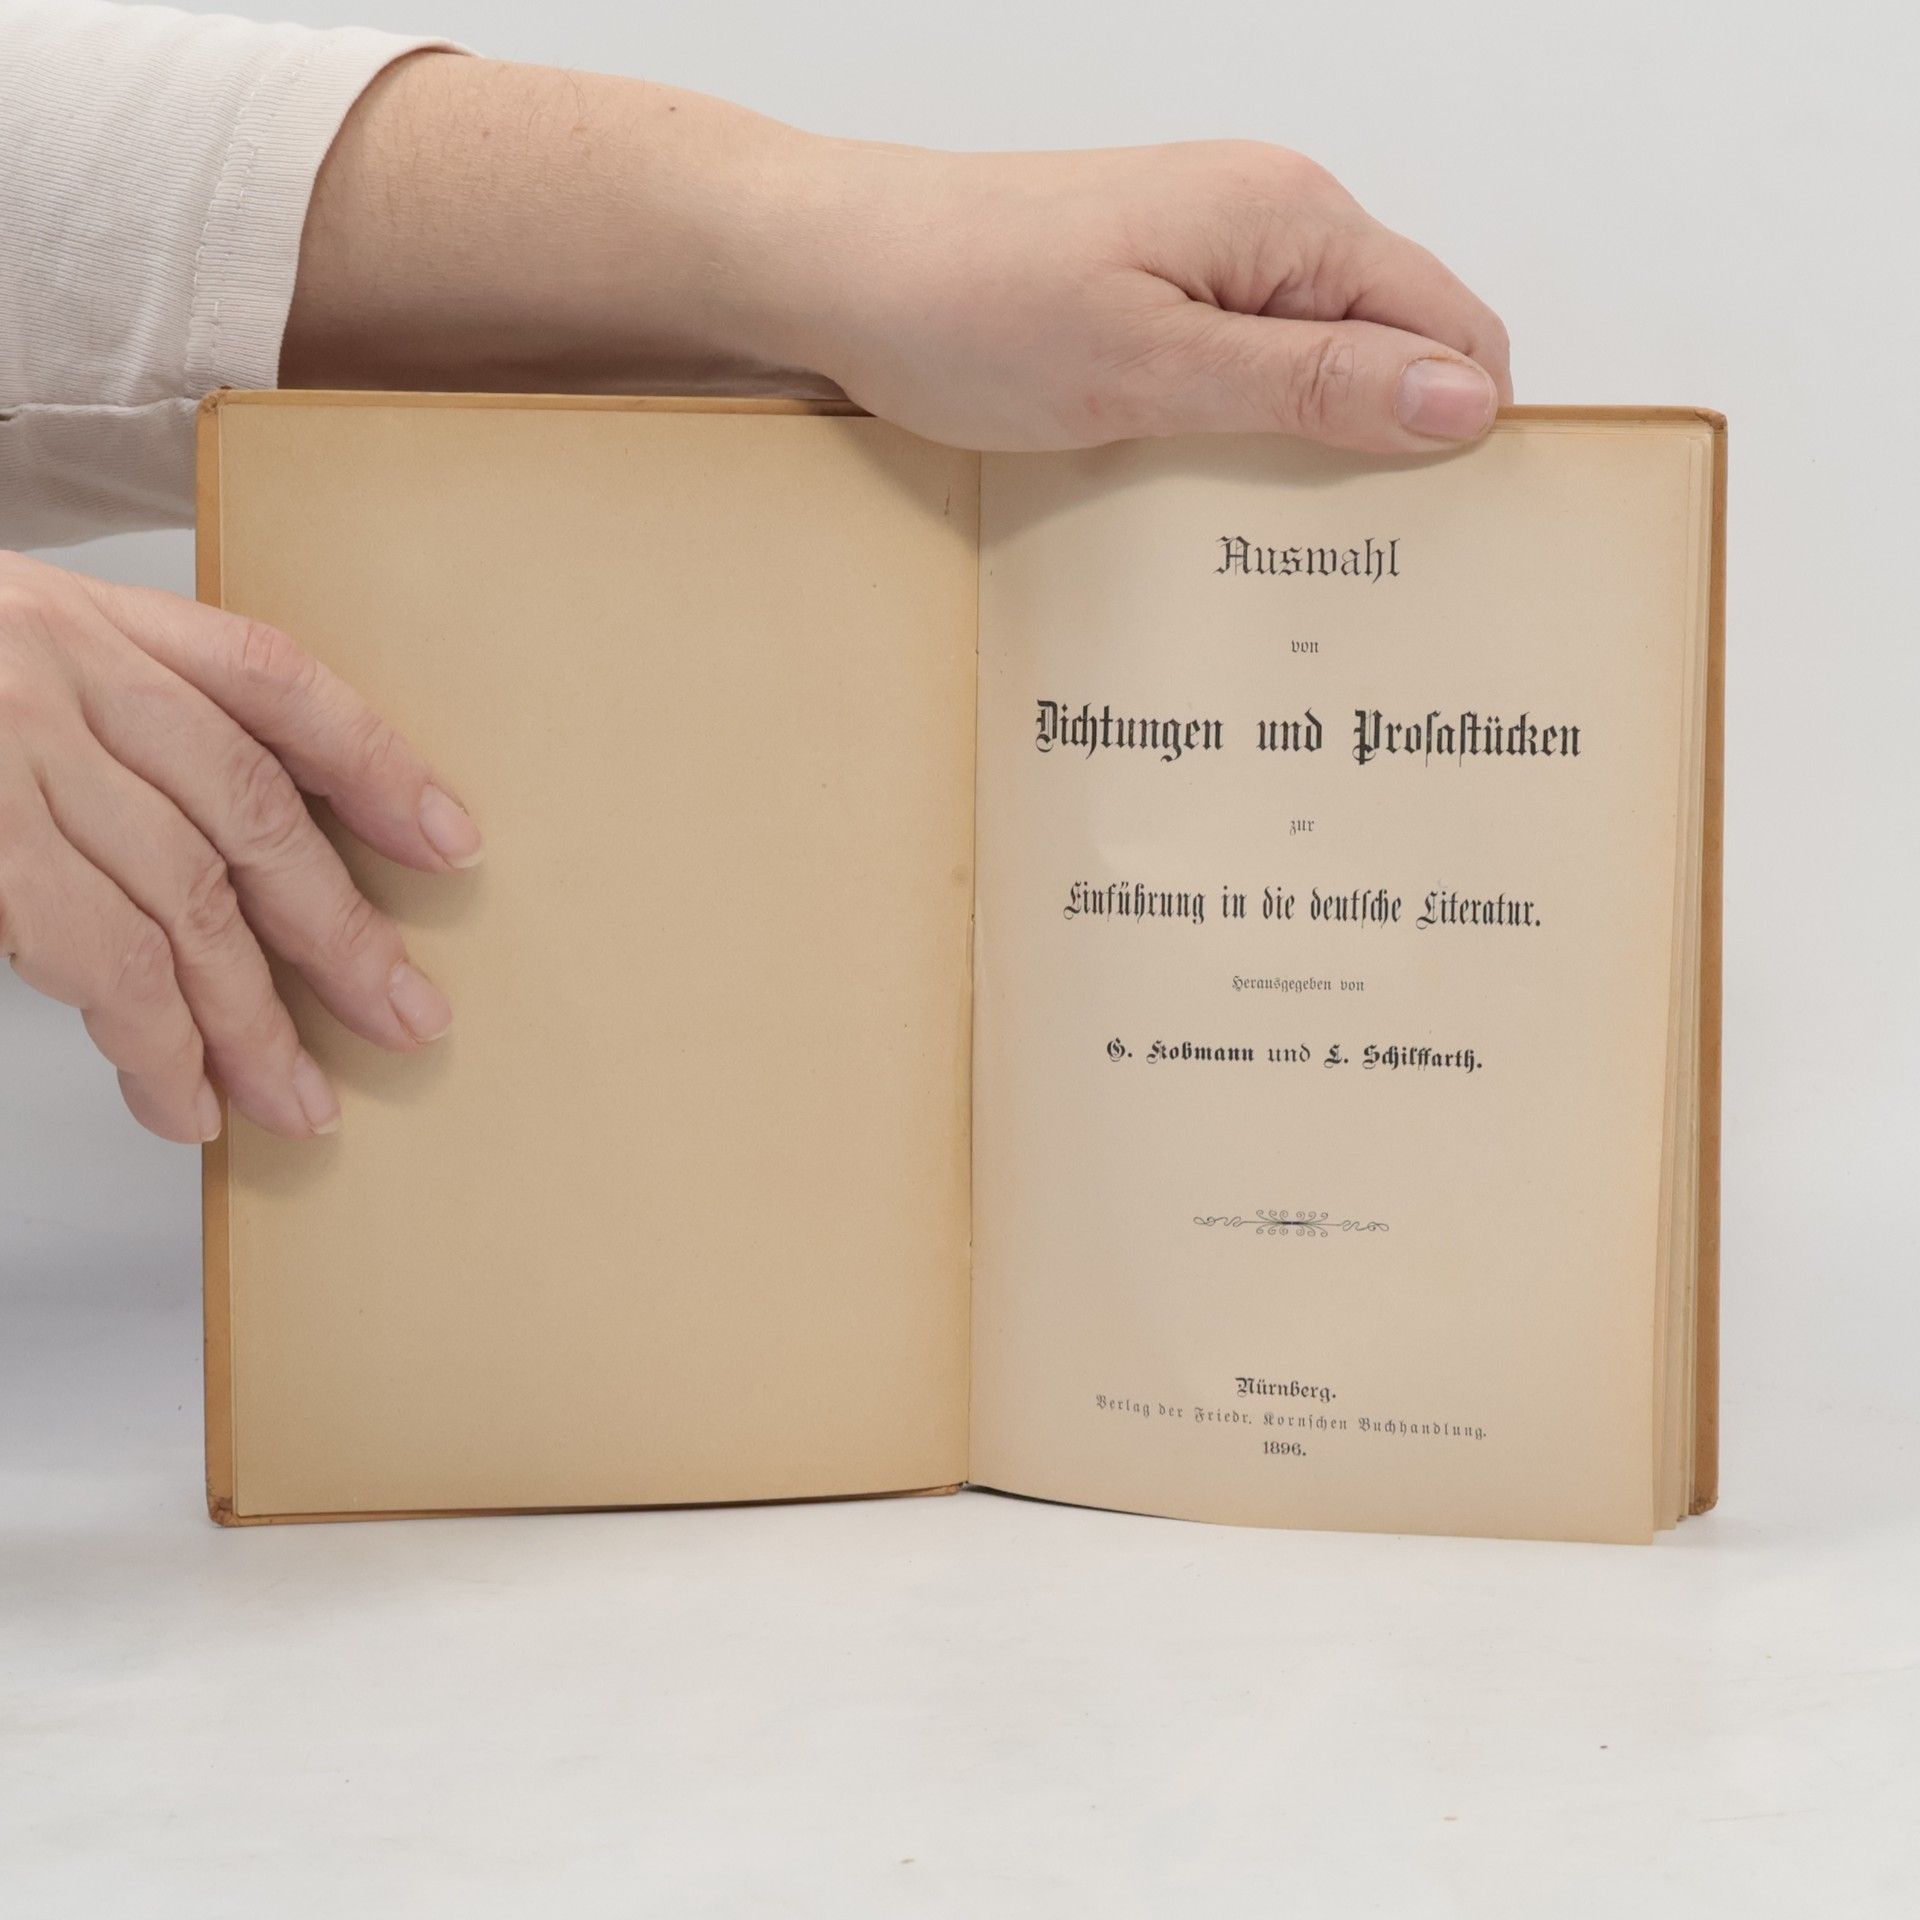 Auswahl
von
Dichtungen und Prosaſtücken
zur
Einführung in die deutſche Literatur.
Herausgegeben von
G. Kobmann und L. Schilffarth.
Nürnberg.
Verlag der Friedr. Kornſchen Buchhandlung.
1896.